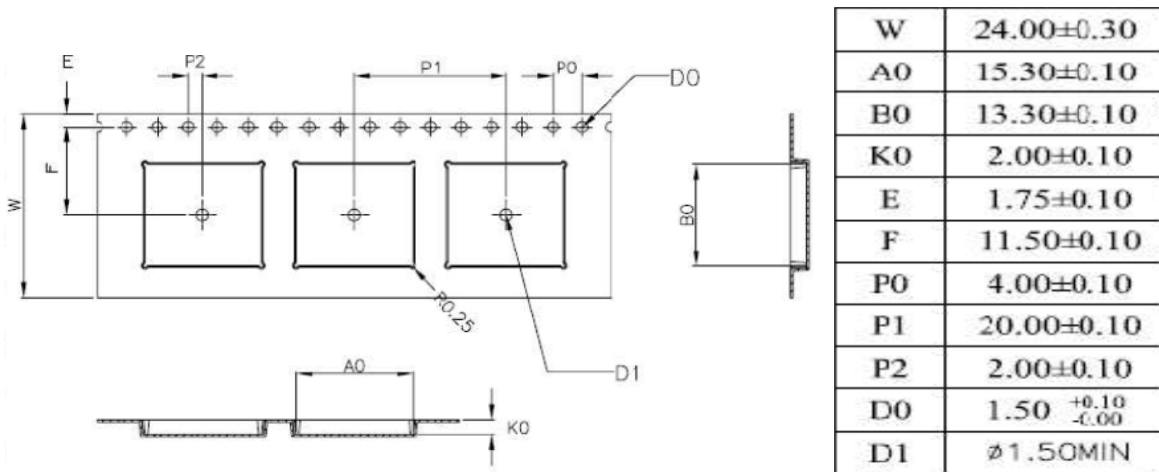 E
P2
P1
P0
D0
W
F
B0
R0.25
D1
A0
K0
W 24.00±0.30
A0 15.30±0.10
B0 13.30±0.10
K0 2.00±0.10
E 1.75±0.10
F 11.50±0.10
P0 4.00±0.10
P1 20.00±0.10
P2 2.00±0.10
D0 1.50 +0.10 -0.00
D1 ø1.50MIN